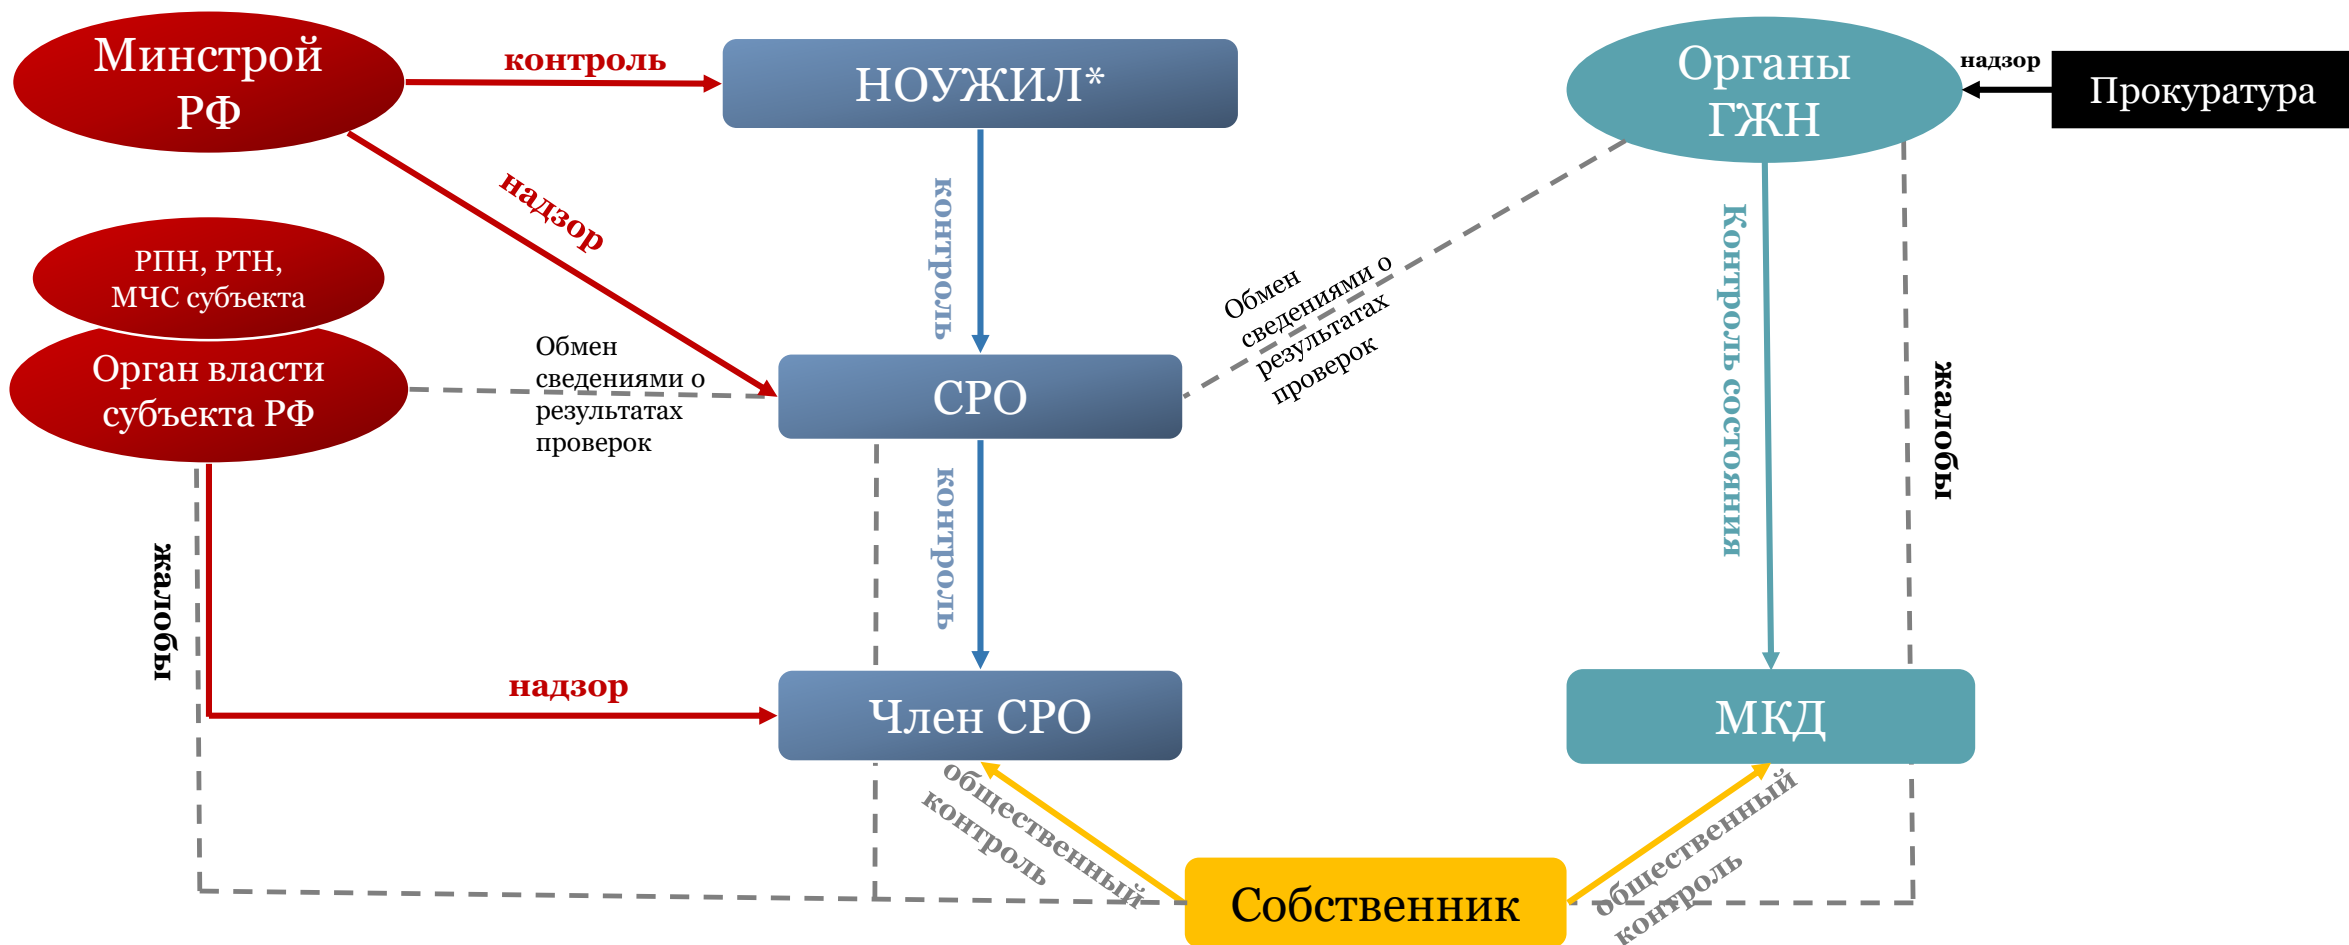 Минстрой
РФ
контроль
НОУЖИЛ*
Органы
ГЖН
надзор
Прокуратура
надзор
контроль
Контроль состояния
жалобы
РПН, РТН,
МЧС субъекта
Орган власти
субъекта РФ
Обмен
сведениями о
результатах
проверок
СРО
Обмен
сведениями о
результатах
проверок
жалобы
контроль
надзор
Член СРО
МКД
общественный
контроль
Собственник
общественный
контроль